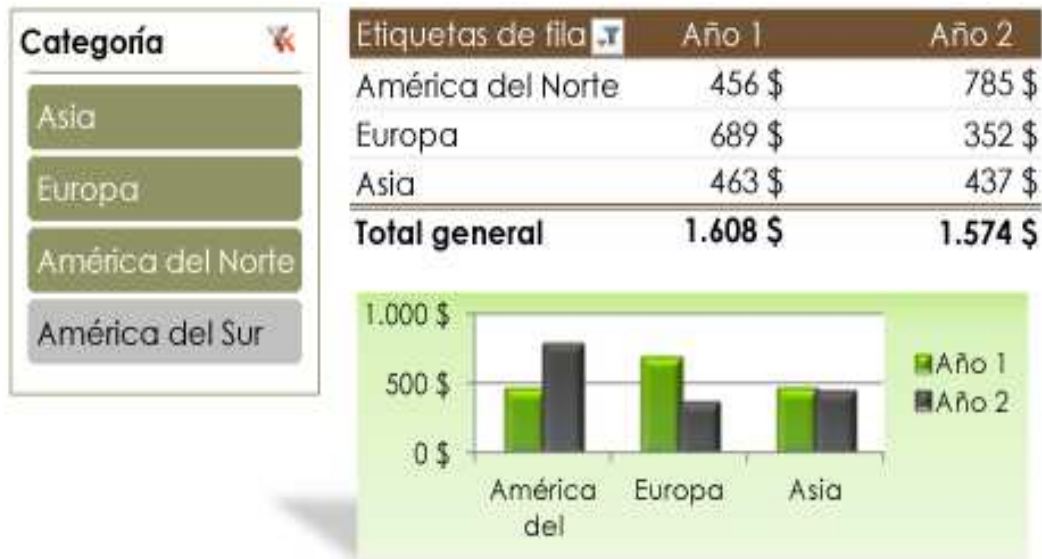 Categoría
Asia
Europa
América del Norte
América del Sur
Etiquetas de fila Año 1 Año 2
América del Norte 456 $ 785 $
Europa 689 $ 352 $
Asia 463 $ 437 $
Total general 1.608 $ 1.574 $
1.000 $
500 $
0 $
América del
Europa
Asia
Año 1
Año 2